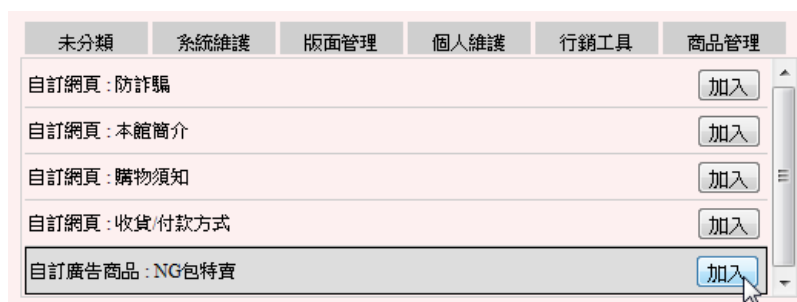 未分類 系統維護 版面管理 個人維護 行銷工具 商品管理
自訂網頁 : 防詐騙 加入
自訂網頁 : 本館簡介 加入
自訂網頁 : 購物須知 加入
自訂網頁 : 收貨/付款方式 加入
自訂廣告商品 : NG包特賣 加入